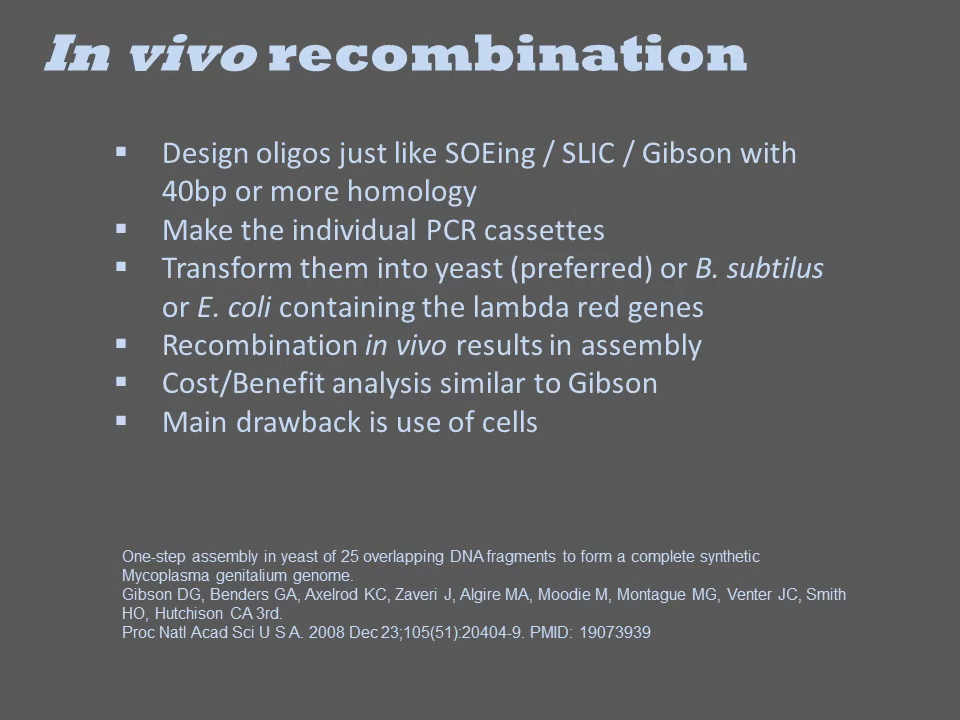 In vivo recombination
▪ Design oligos just like SOEing / SLIC / Gibson with
40bp or more homology
▪ Make the individual PCR cassettes
▪ Transform them into yeast (preferred) or B. subtilus
or E. coli containing the lambda red genes
▪ Recombination in vivo results in assembly
▪ Cost/Benefit analysis similar to Gibson
▪ Main drawback is use of cells
One-step assembly in yeast of 25 overlapping DNA fragments to form a complete synthetic
Mycoplasma genitalium genome.
Gibson DG, Benders GA, Axelrod KC, Zaveri J, Algire MA, Moodie M, Montague MG, Venter JC, Smith
HO, Hutchison CA 3rd.
Proc Natl Acad Sci U S A. 2008 Dec 23;105(51):20404-9. PMID: 19073939